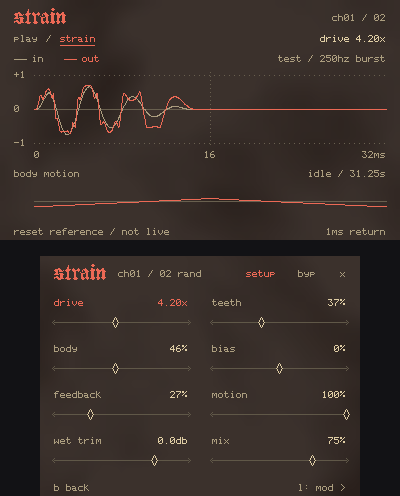 strain ch01 / 02
play / strain drive 4.20x
in out test / 250hz burst
+1
0
−1
0 16 32ms
body motion idle / 31.25s
reset reference / not live 1ms return
strain ch01 / 02 rand setup byp x
drive 4.20x teeth 37%
body 46% bias 0%
feedback 27% motion 100%
wet trim 0.0db mix 75%
b back l: mod >